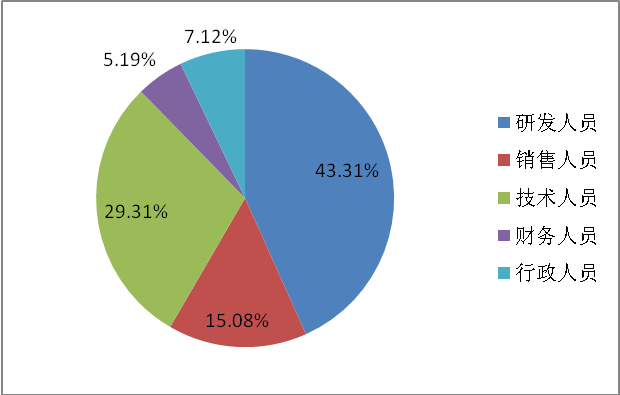 7.12%
5.19%
43.31%
29.31%
15.08%
研发人员
销售人员
技术人员
财务人员
行政人员